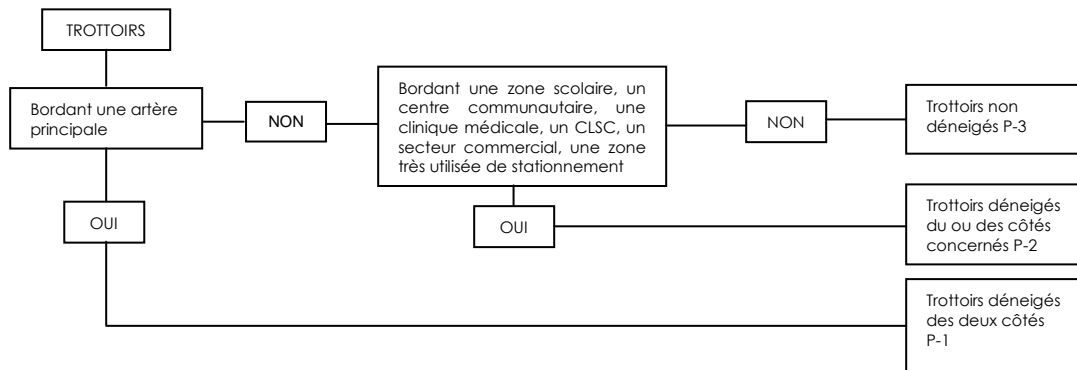 TROTTOIRS
Bordant une artère
principale
NON
Bordant une zone scolaire, un
centre communautaire, une
clinique médicale, un CLSC, un
secteur commercial, une zone
très utilisée de stationnement
NON
Trottoirs non
déneigés P-3
OUI
OUI
Trottoirs déneigés
du ou des côtés
concernés P-2
Trottoirs déneigés
des deux côtés
P-1